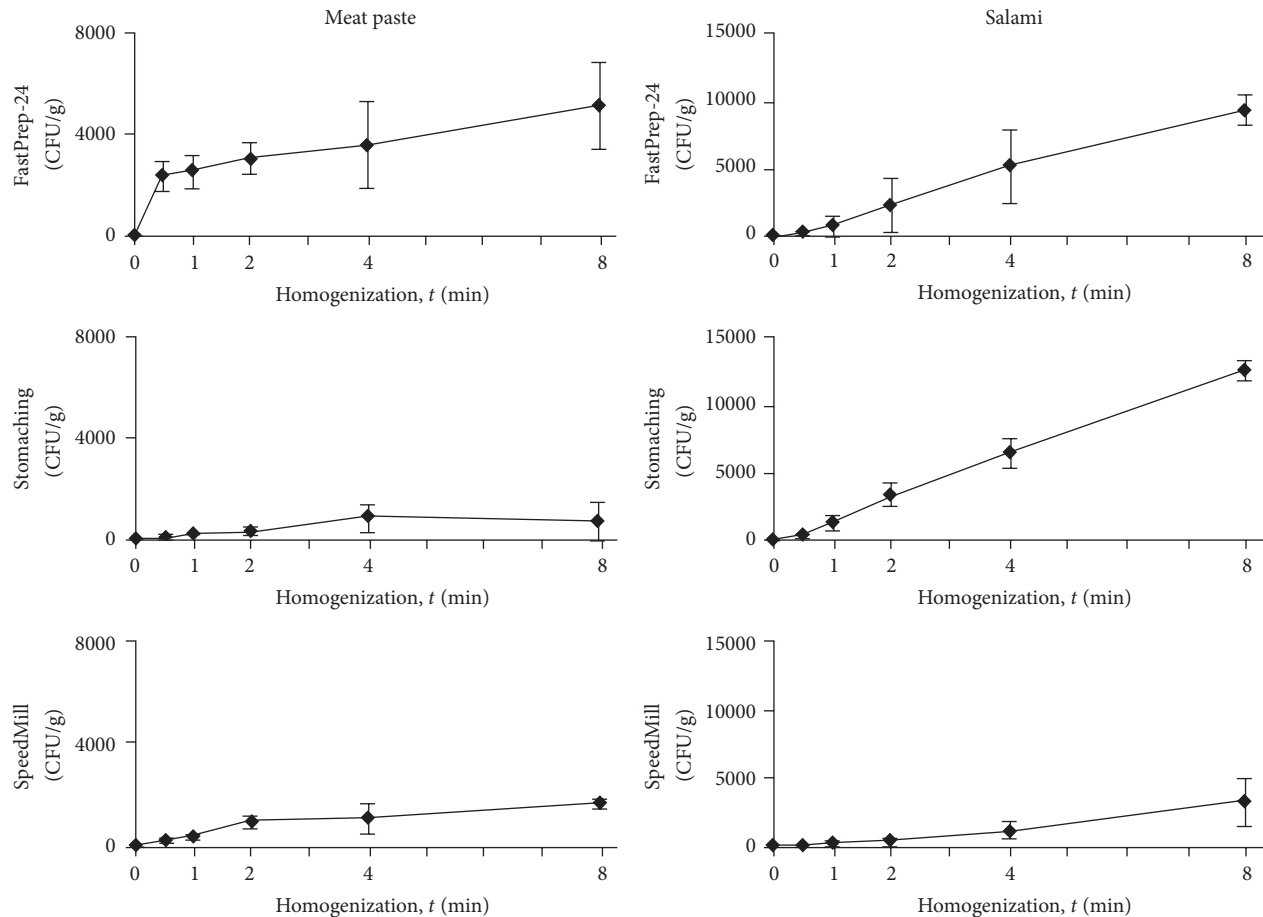 Meat paste
FastPrep-24
(CFU/g)
8000
4000
0
0 1 2 4 8
Homogenization, t (min)
Salami
FastPrep-24
(CFU/g)
15000
10000
5000
0
0 1 2 4 8
Homogenization, t (min)
Stomaching
(CFU/g)
8000
4000
0
0 1 2 4 8
Homogenization, t (min)
Stomaching
(CFU/g)
15000
10000
5000
0
0 1 2 4 8
Homogenization, t (min)
SpeedMill
(CFU/g)
8000
4000
0
0 1 2 4 8
Homogenization, t (min)
SpeedMill
(CFU/g)
15000
10000
5000
0
0 1 2 4 8
Homogenization, t (min)